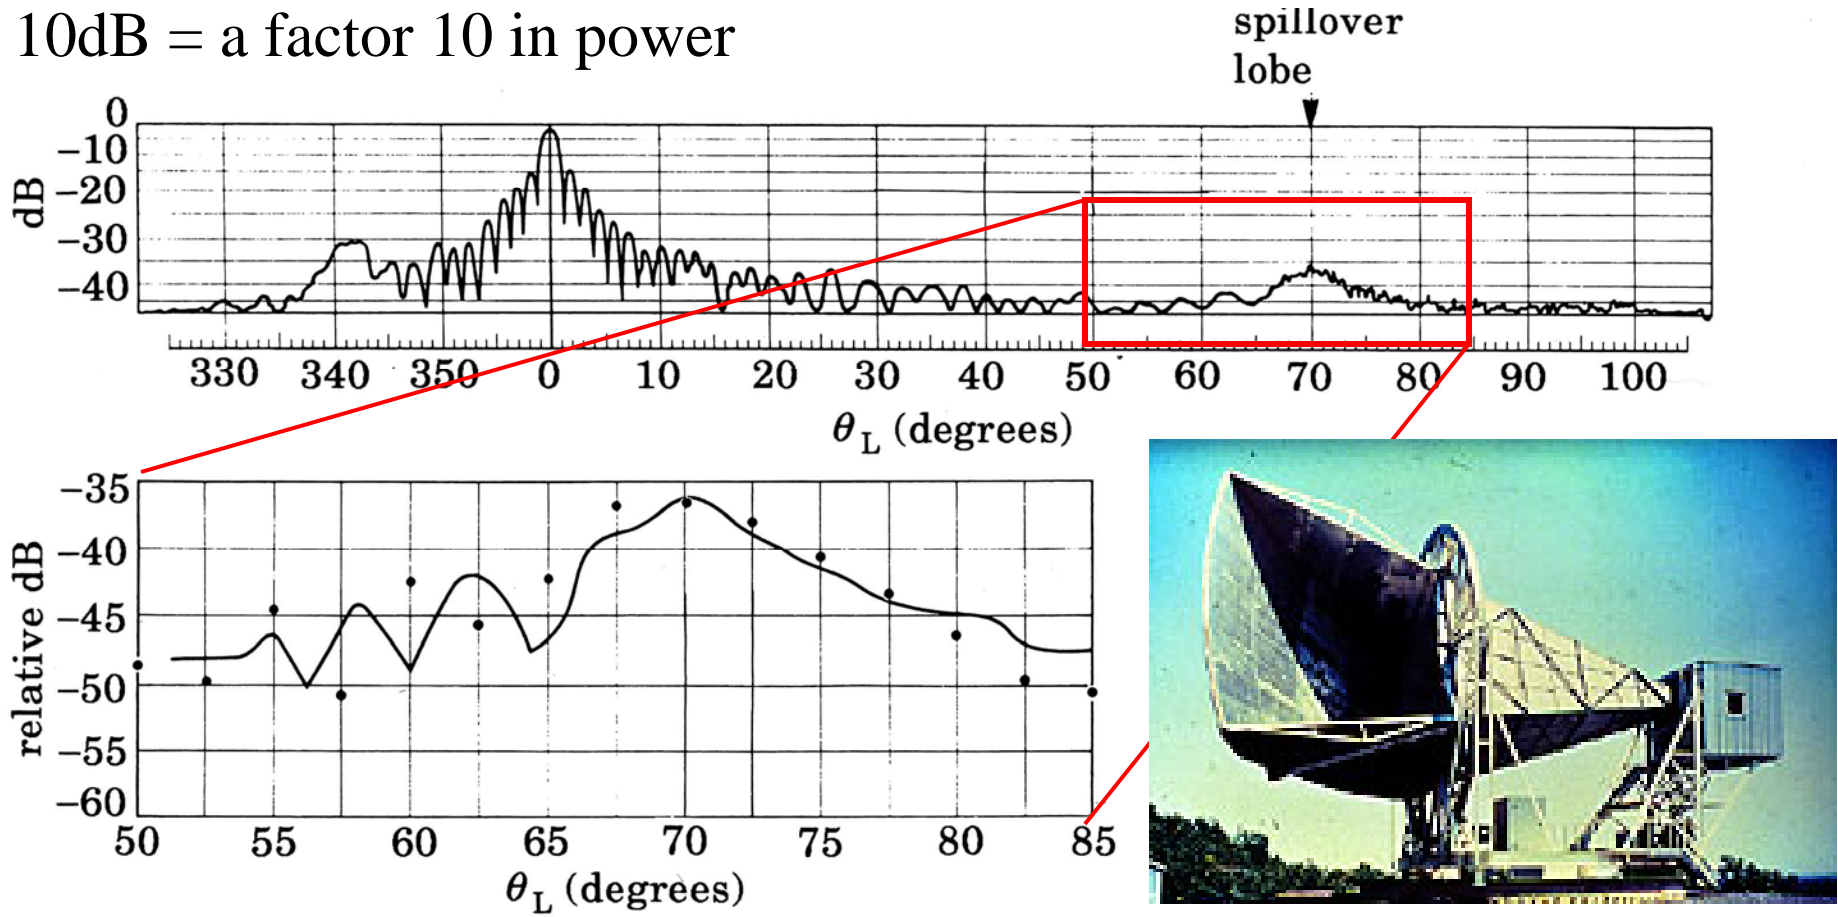 10dB = a factor 10 in power
spillover
lobe
0
−10
−20
−30
−40
dB
330 340 350 0 10 20 30 40 50 60 70 80 90 100
θL (degrees)
−35
−40
−45
−50
−55
−60
relative dB
50 55 60 65 70 75 80 85
θL (degrees)